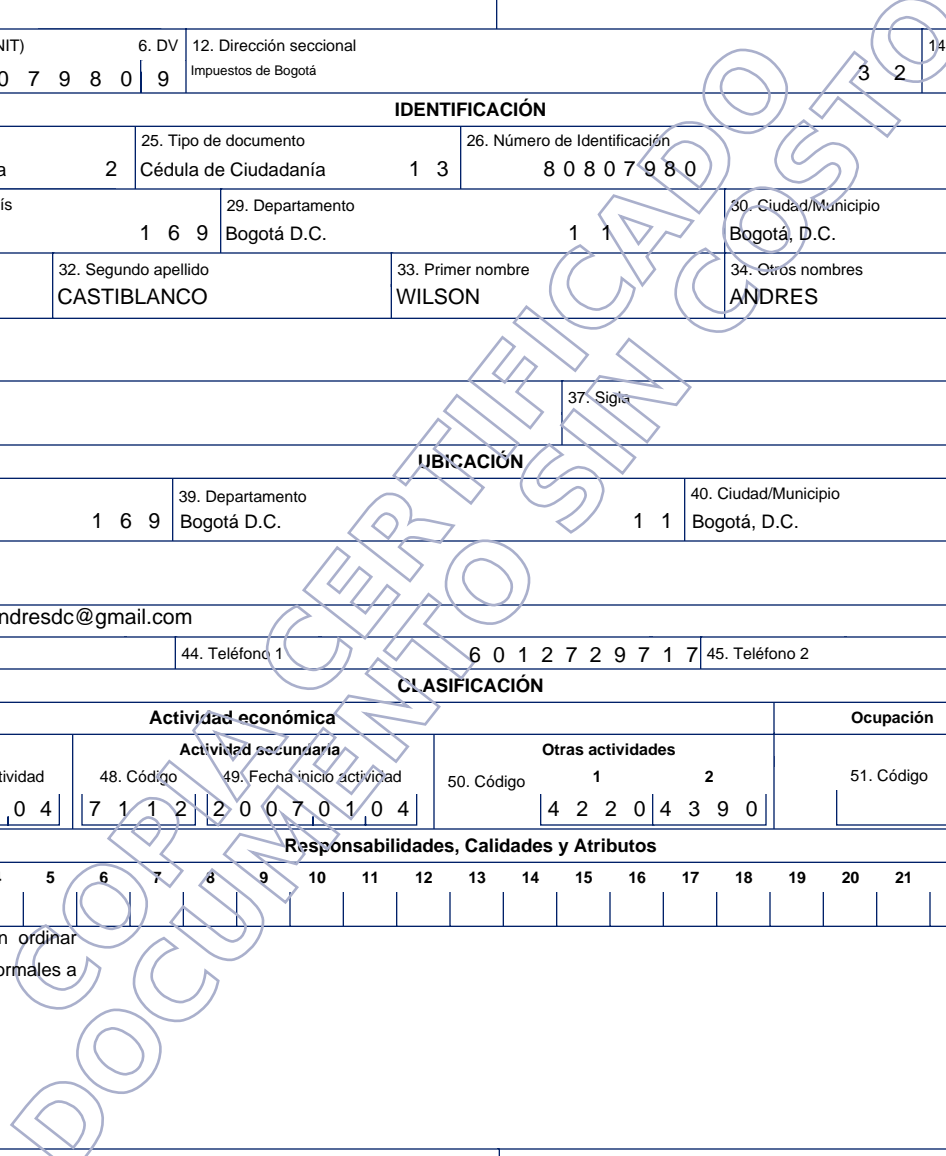 NIT) 6. DV 12. Dirección seccional 14
0 7 9 8 0 9 Impuestos de Bogotá 3 2
IDENTIFICACIÓN
25. Tipo de documento 26. Número de Identificación
a 2 Cédula de Ciudadanía 1 3 8 0 8 0 7 9 8 0
ís 29. Departamento 30. Ciudad/Municipio
1 6 9 Bogotá D.C. 1 1 Bogotá, D.C.
32. Segundo apellido 33. Primer nombre 34. Otros nombres
CASTIBLANCO WILSON ANDRES
37. Sigla
UBICACIÓN
39. Departamento 40. Ciudad/Municipio
1 6 9 Bogotá D.C. 1 1 Bogotá, D.C.
ndresdc@gmail.com
44. Teléfono 1 6 0 1 2 7 2 9 7 1 7 45. Teléfono 2
CLASIFICACIÓN
Actividad económica Ocupación
Actividad secundaria Otras actividades
tividad 48. Código 49. Fecha inicio actividad 50. Código 1 2 51. Código
0 4 7 1 1 2 2 0 0 7 0 1 0 4 4 2 2 0 4 3 9 0
Responsabilidades, Calidades y Atributos
5 6 7 8 9 10 11 12 13 14 15 16 17 18 19 20 21
n ordinar
ormales a
COPIA CERTIFICADO
DOCUMENTO SIN COSTO